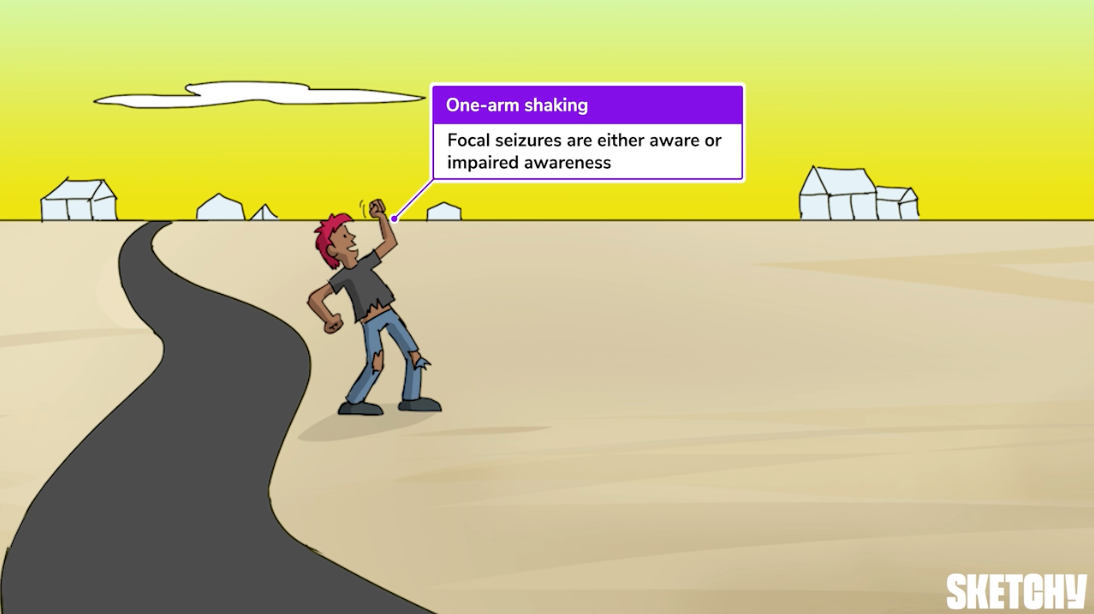 One-arm shaking
Focal seizures are either aware or
impaired awareness
SKETCHY